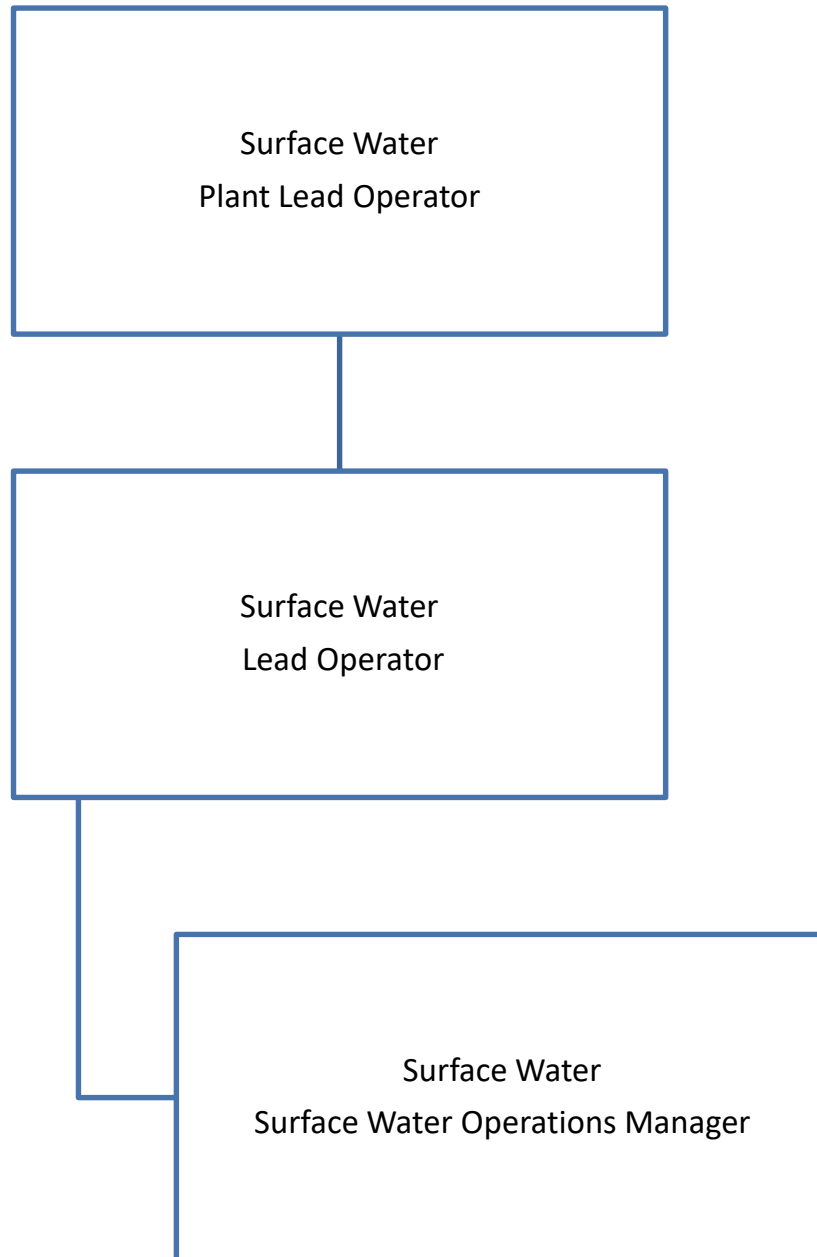 Surface Water
Plant Lead Operator
Surface Water
Lead Operator
Surface Water
Surface Water Operations Manager